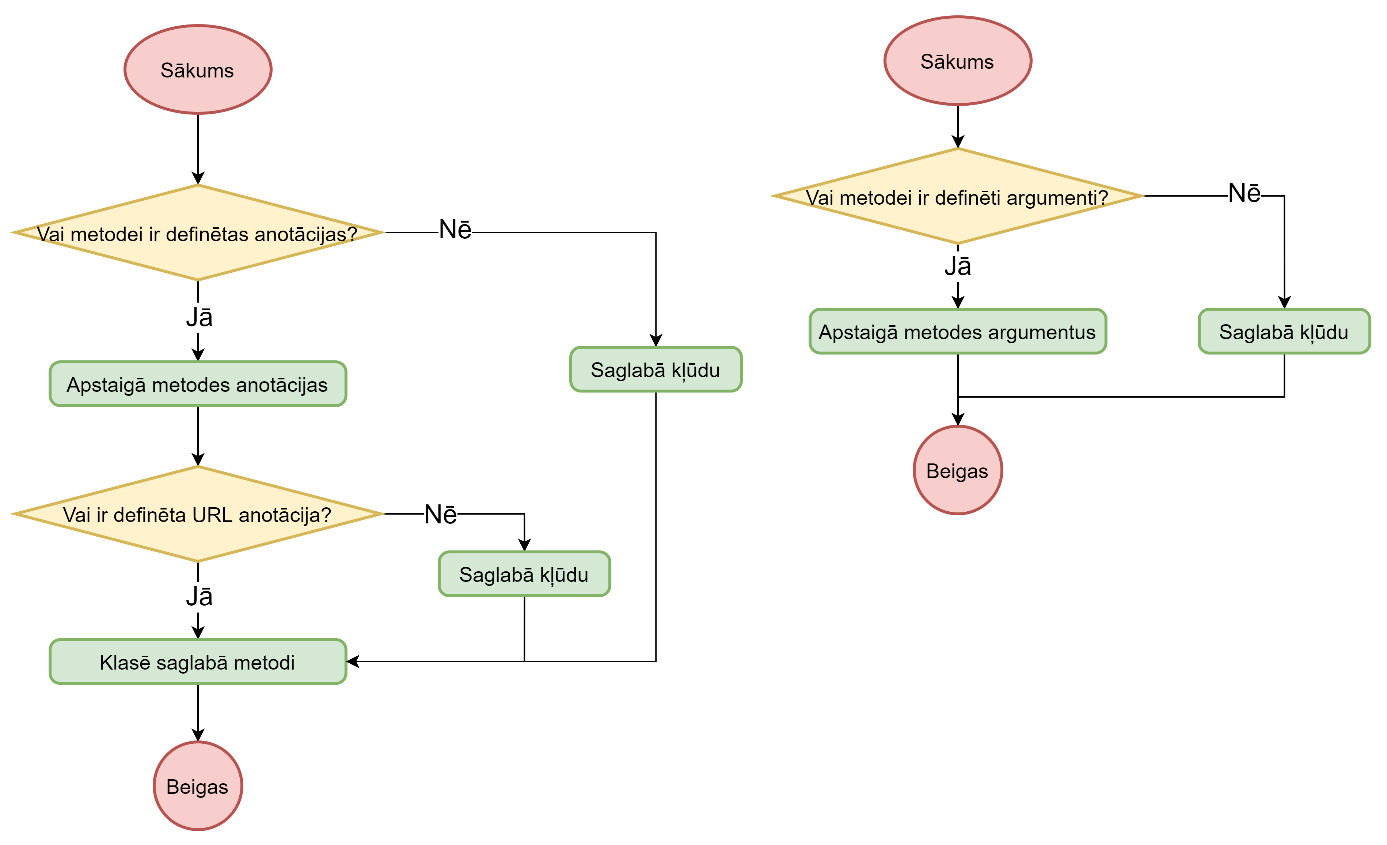 Sākums
Vai metodei ir definētas anotācijas?
Nē
Jā
Apstaigā metodes anotācijas
Saglabā kļūdu
Vai ir definēta URL anotācija?
Nē
Saglabā kļūdu
Jā
Klasē saglabā metodi
Beigas
Sākums
Vai metodei ir definēti argumenti?
Nē
Jā
Apstaigā metodes argumentus
Saglabā kļūdu
Beigas